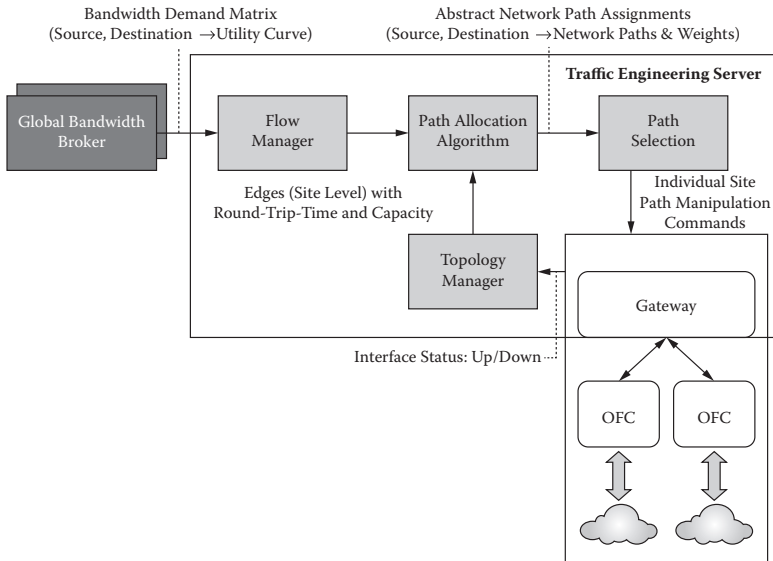 Bandwidth Demand Matrix
(Source, Destination →Utility Curve)
Abstract Network Path Assignments
(Source, Destination→Network Paths & Weights)
Traffic Engineering Server
Global Bandwidth
Broker
Flow
Manager
Path Allocation
Algorithm
Path
Selection
Edges (Site Level) with
Round-Trip-Time and Capacity
Individual Site
Path Manipulation
Commands
Topology
Manager
Gateway
Interface Status: Up/Down
OFC
OFC